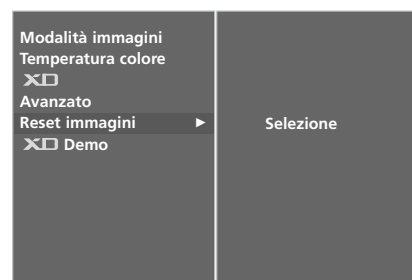 Modalità immagini
Temperatura colore
XD
Avanzato
Reset immagini ►
XD Demo
Selezione